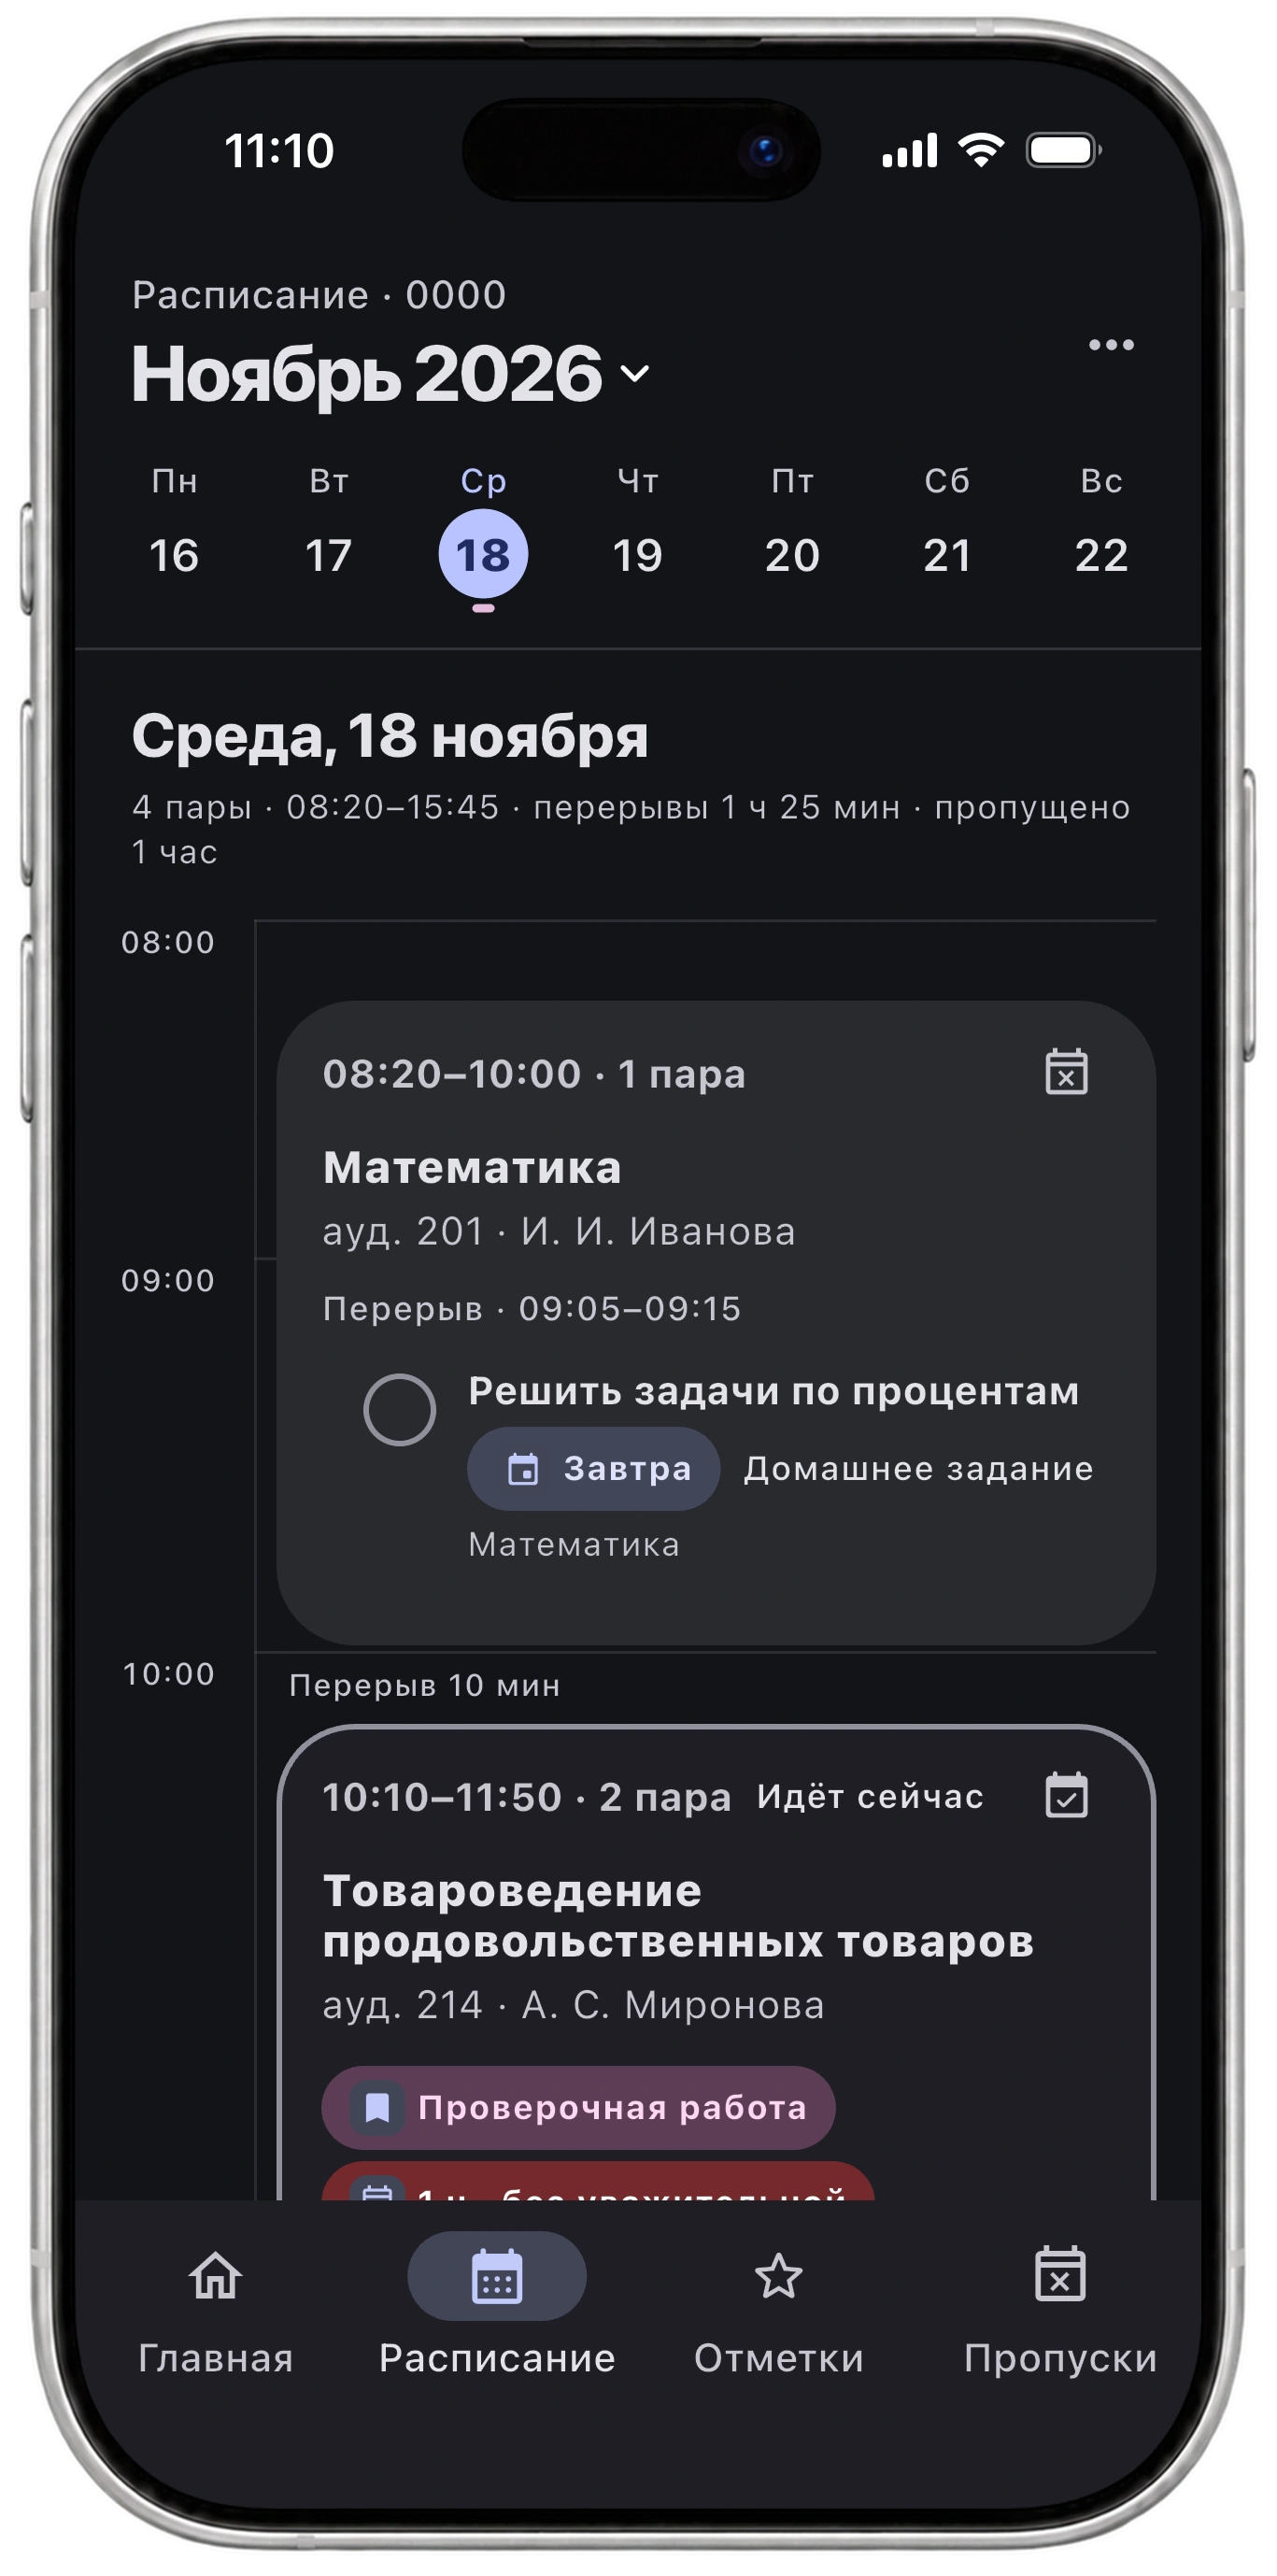 11:10
Расписание · 0000
Ноябрь 2026
Пн Вт Ср Чт Пт Сб Вс
16 17 18 19 20 21 22
Среда, 18 ноября
4 пары · 08:20–15:45 · перерывы 1 ч 25 мин · пропущено
1 час
08:00
08:20–10:00 · 1 пара
Математика
ауд. 201 · И. И. Иванова
09:00
Перерыв · 09:05–09:15
Решить задачи по процентам
Завтра Домашнее задание
Математика
10:00
Перерыв 10 мин
10:10–11:50 · 2 пара Идёт сейчас
Товароведение
продовольственных товаров
ауд. 214 · А. С. Миронова
Проверочная работа
1 ч · без уважительной
Главная Расписание Отметки Пропуски